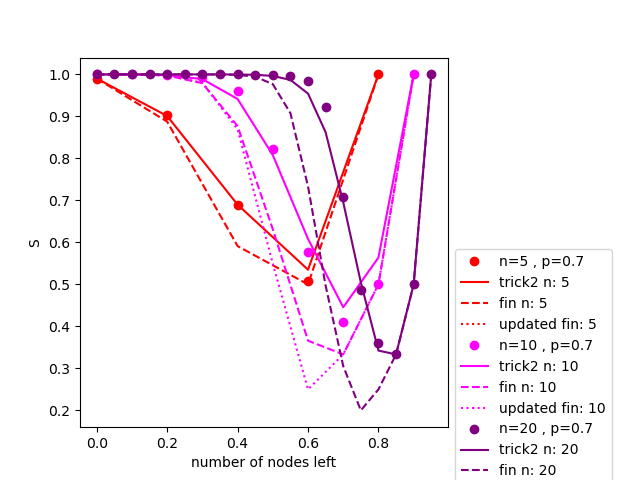 1.0
0.9
0.8
0.7
0.6
0.5
0.4
0.3
0.2
S
0.0 0.2 0.4 0.6 0.8
number of nodes left
n=5 , p=0.7
trick2 n: 5
fin n: 5
updated fin: 5
n=10 , p=0.7
trick2 n: 10
fin n: 10
updated fin: 10
n=20 , p=0.7
trick2 n: 20
fin n: 20